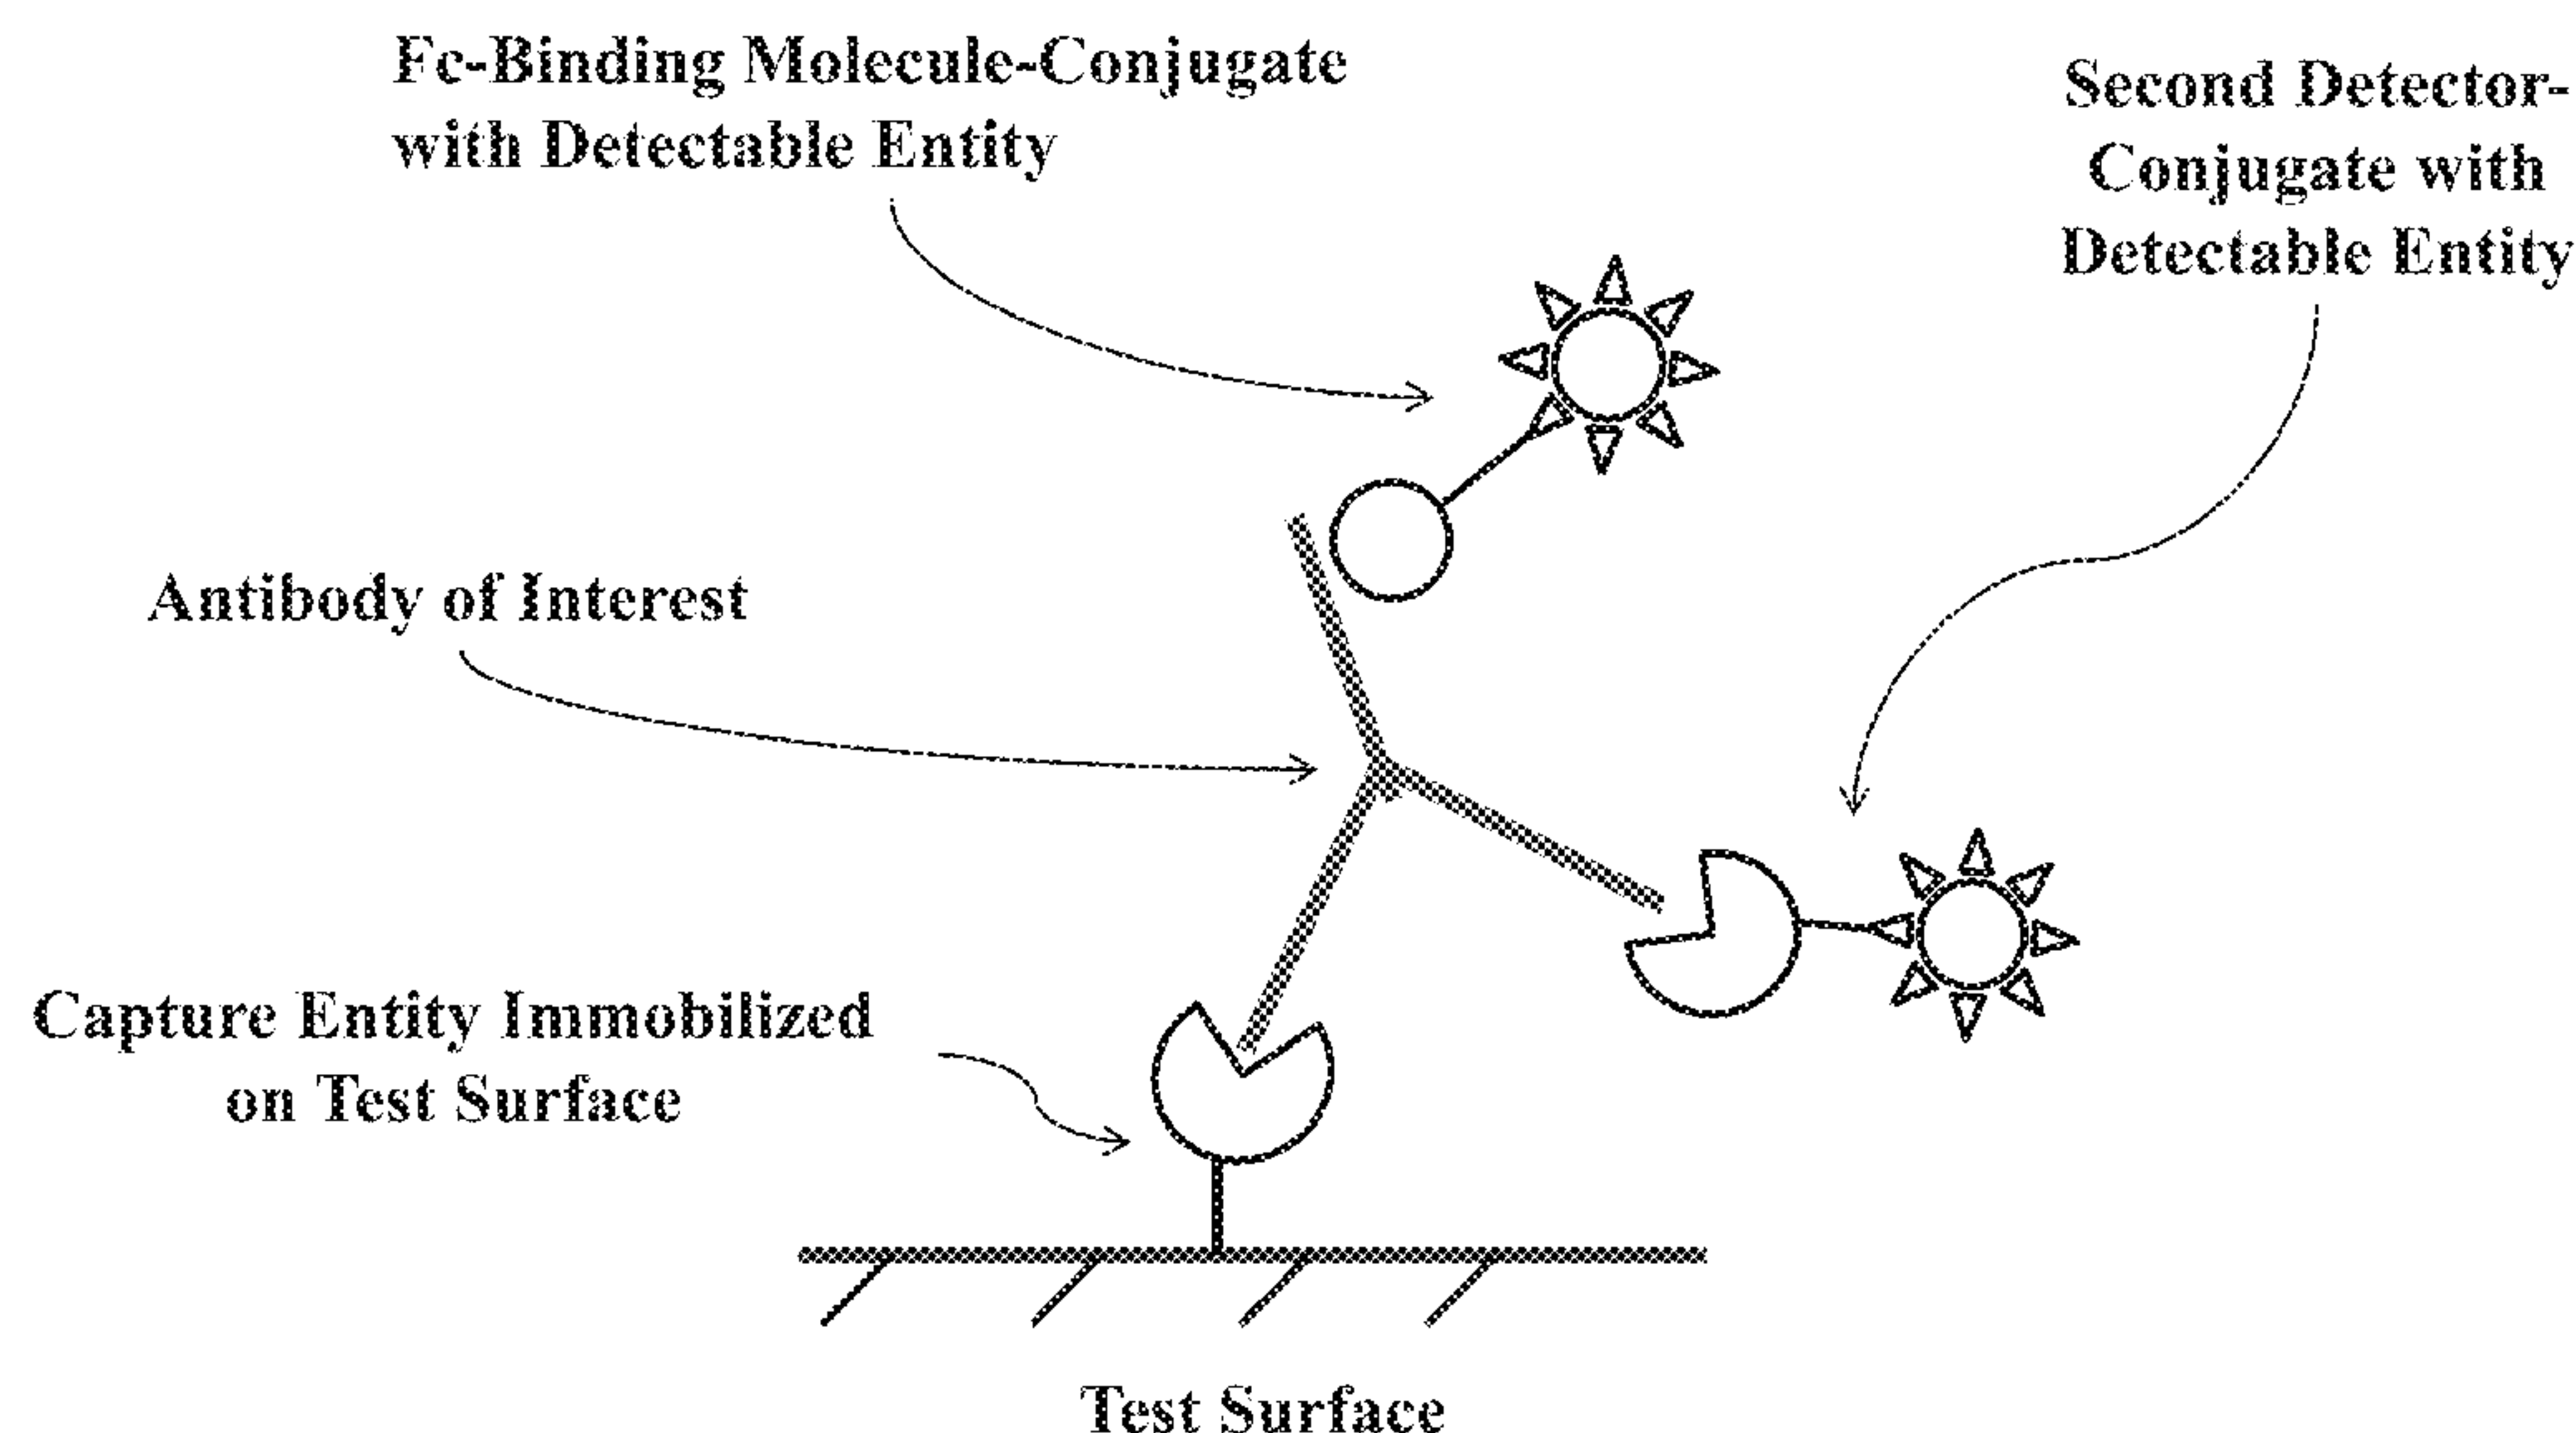 Fc-Binding Molecule-Conjugate
with Detectable Entity
Second Detector-
Conjugate with
Detectable Entity
Antibody of Interest
Capture Entity Immobilized
on Test Surface
Test Surface